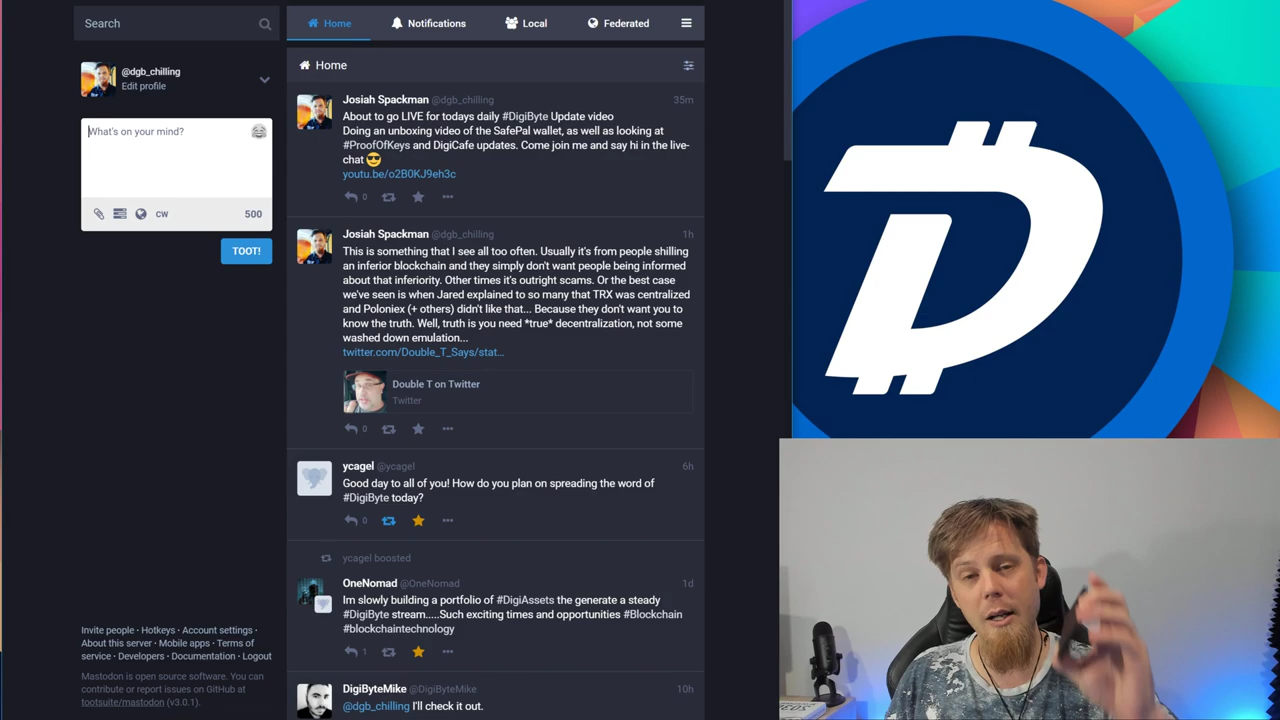 Search
@dgb_chilling
Edit profile
What's on your mind?
CW
500
TOOT!
Invite people · Hotkeys · Account settings ·
About this server · Mobile apps · Terms of
service · Developers · Documentation · Logout
Mastodon is open source software. You can
contribute or report issues on GitHub at
tootsuite/mastodon (v3.0.1).
Home
Notifications
Local
Federated
Home
Josiah Spackman @dgb_chilling 35m
About to go LIVE for todays daily #DigiByte Update video
Doing an unboxing video of the SafePal wallet, as well as looking at
#ProofOfKeys and DigiCafe updates. Come join me and say hi in the live-
chat 😎
youtu.be/o2B0KJ9eh3c
0
Josiah Spackman @dgb_chilling 1h
This is something that I see all too often. Usually it's from people shilling
an inferior blockchain and they simply don't want people being informed
about that inferiority. Other times it's outright scams. Or the best case
we've seen is when Jared explained to so many that TRX was centralized
and Poloniex (+ others) didn't like that... Because they don't want you to
know the truth. Well, truth is you need *true* decentralization, not some
washed down emulation...
twitter.com/Double_T_Says/stat...
Double T on Twitter
Twitter
0
ycagel @ycagel 6h
Good day to all of you! How do you plan on spreading the word of
#DigiByte today?
0
ycagel boosted
OneNomad @OneNomad 1d
Im slowly building a portfolio of #DigiAssets the generate a steady
#DigiByte stream.....Such exciting times and opportunities #Blockchain
#blockchaintechnology
1
DigiByteMike @DigiByteMike 10h
@dgb_chilling I'll check it out.